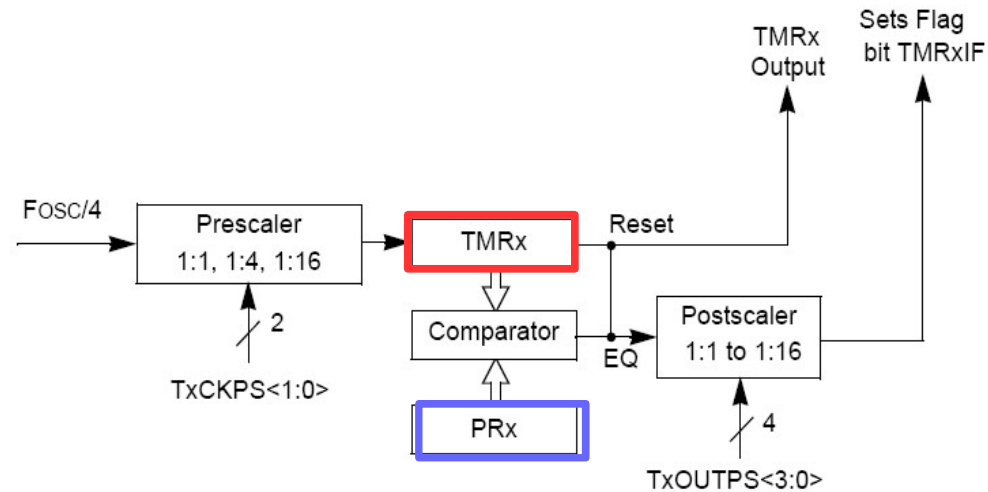 Sets Flag
bit TMRxIF
TMRx
Output
FOSC/4
Prescaler
1:1, 1:4, 1:16
TMRx
Reset
2
Comparator
EQ
Postscaler
1:1 to 1:16
TxCKPS<1:0>
PRx
4
TxOUTPS<3:0>